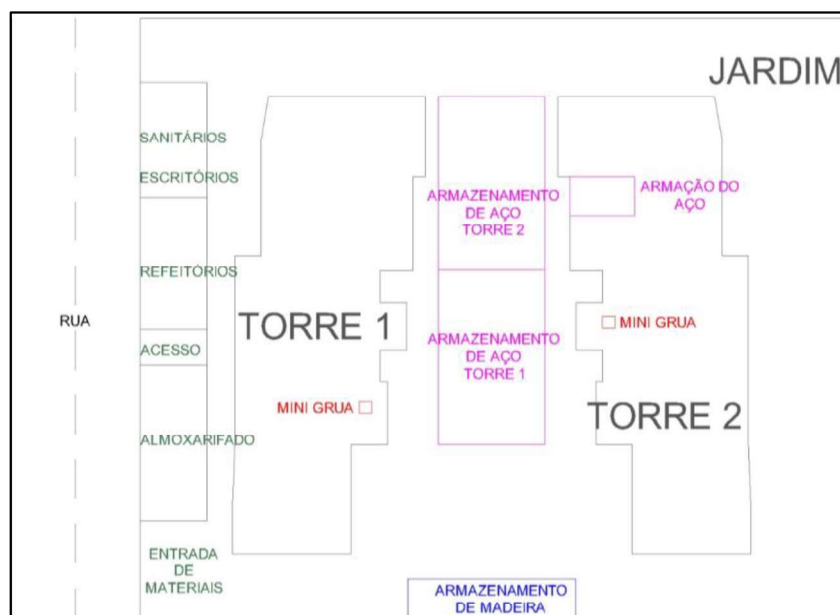 JARDIM
SANITÁRIOS
ESCRITÓRIOS
REFEITÓRIOS
RUA
ACESSO
ALMOXARIFADO
ENTRADA
DE
MATERIAIS
TORRE 1
MINI GRUA
ARMAZENAMENTO
DE AÇO
TORRE 2
ARMAZENAMENTO
DE AÇO
TORRE 1
ARMAÇÃO DO
AÇO
MINI GRUA
TORRE 2
ARMAZENAMENTO
DE MADEIRA